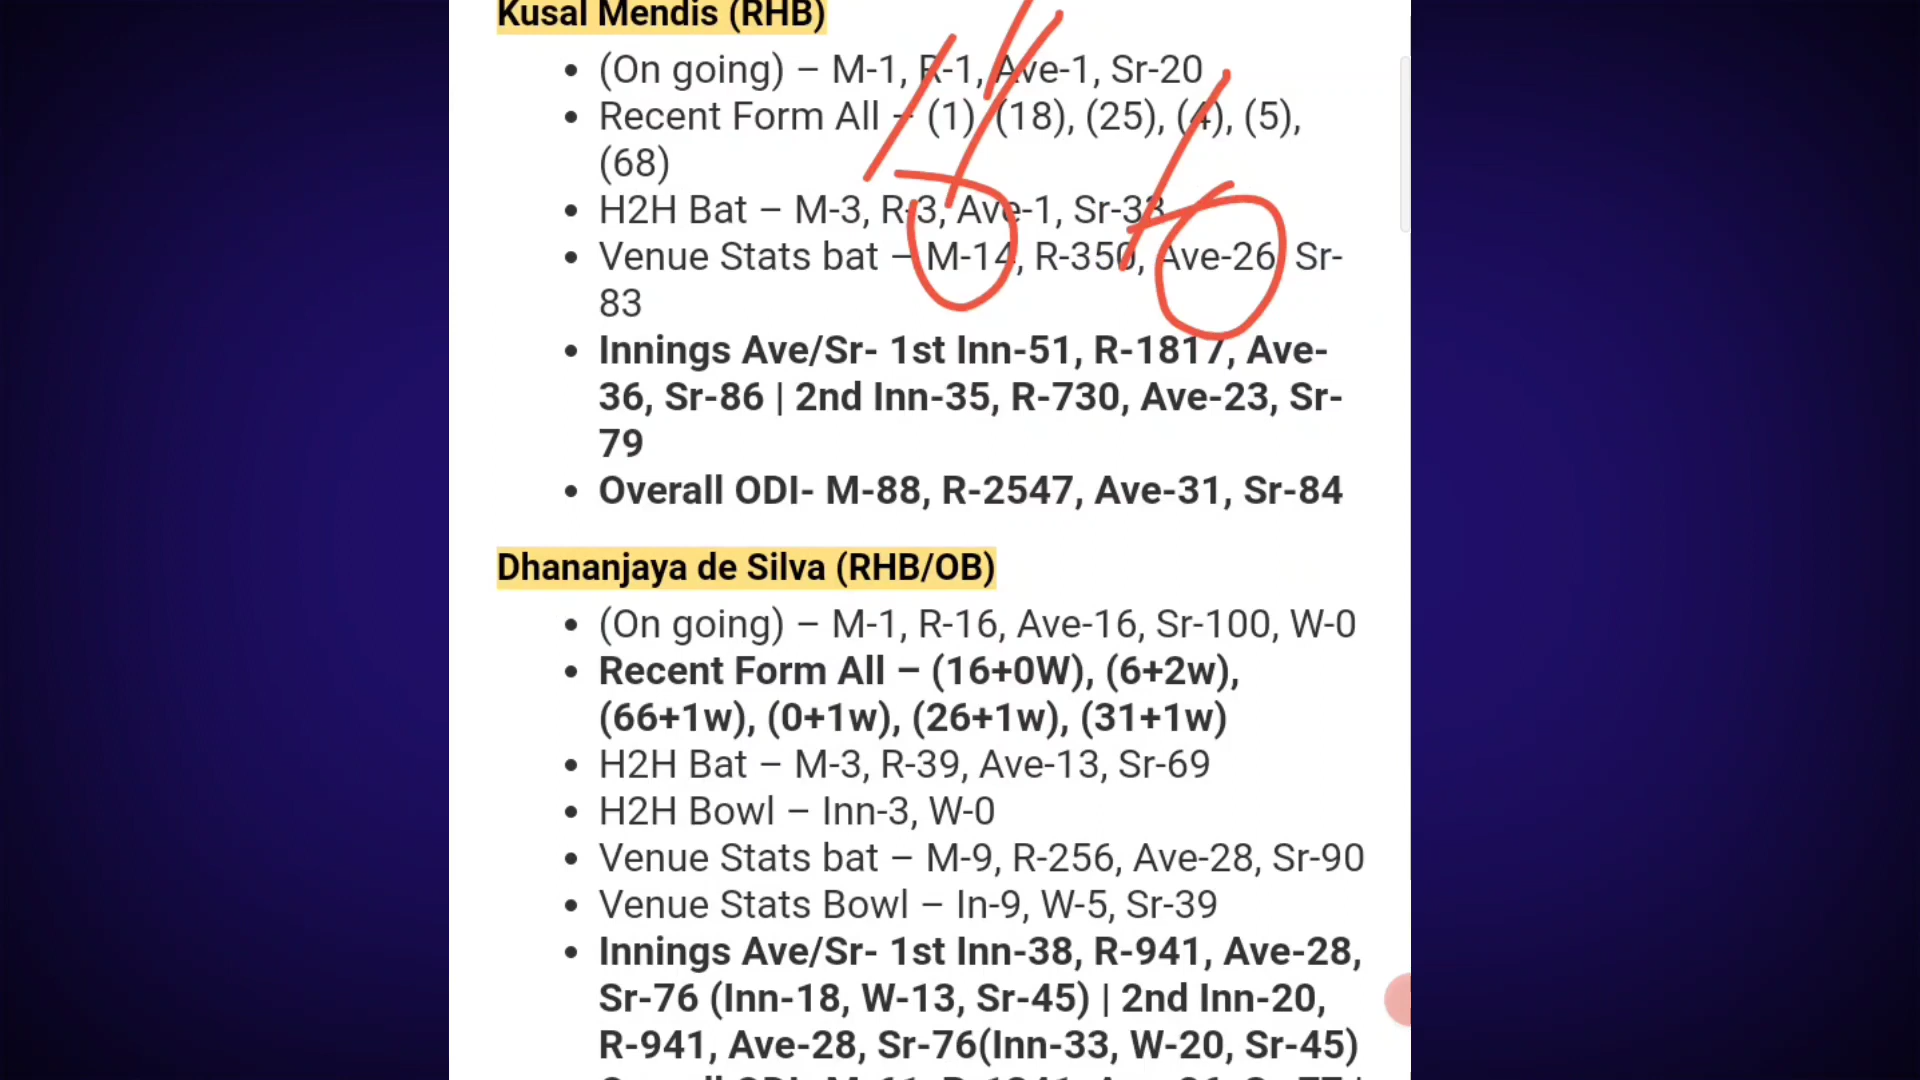 Kusal Mendis (RHB)
(On going) – M-1, R-1, Ave-1, Sr-20
Recent Form All – (1), (18), (25), (4), (5),
(68)
H2H Bat – M-3, R-3, Ave-1, Sr-33
Venue Stats bat – M-14, R-350, Ave-26, Sr-
83
Innings Ave/Sr- 1st Inn-51, R-1817, Ave-
36, Sr-86 | 2nd Inn-35, R-730, Ave-23, Sr-
79
Overall ODI- M-88, R-2547, Ave-31, Sr-84
Dhananjaya de Silva (RHB/OB)
(On going) – M-1, R-16, Ave-16, Sr-100, W-0
Recent Form All – (16+0W), (6+2w),
(66+1w), (0+1w), (26+1w), (31+1w)
H2H Bat – M-3, R-39, Ave-13, Sr-69
H2H Bowl – Inn-3, W-0
Venue Stats bat – M-9, R-256, Ave-28, Sr-90
Venue Stats Bowl – In-9, W-5, Sr-39
Innings Ave/Sr- 1st Inn-38, R-941, Ave-28,
Sr-76 (Inn-18, W-13, Sr-45) | 2nd Inn-20,
R-941, Ave-28, Sr-76(Inn-33, W-20, Sr-45)